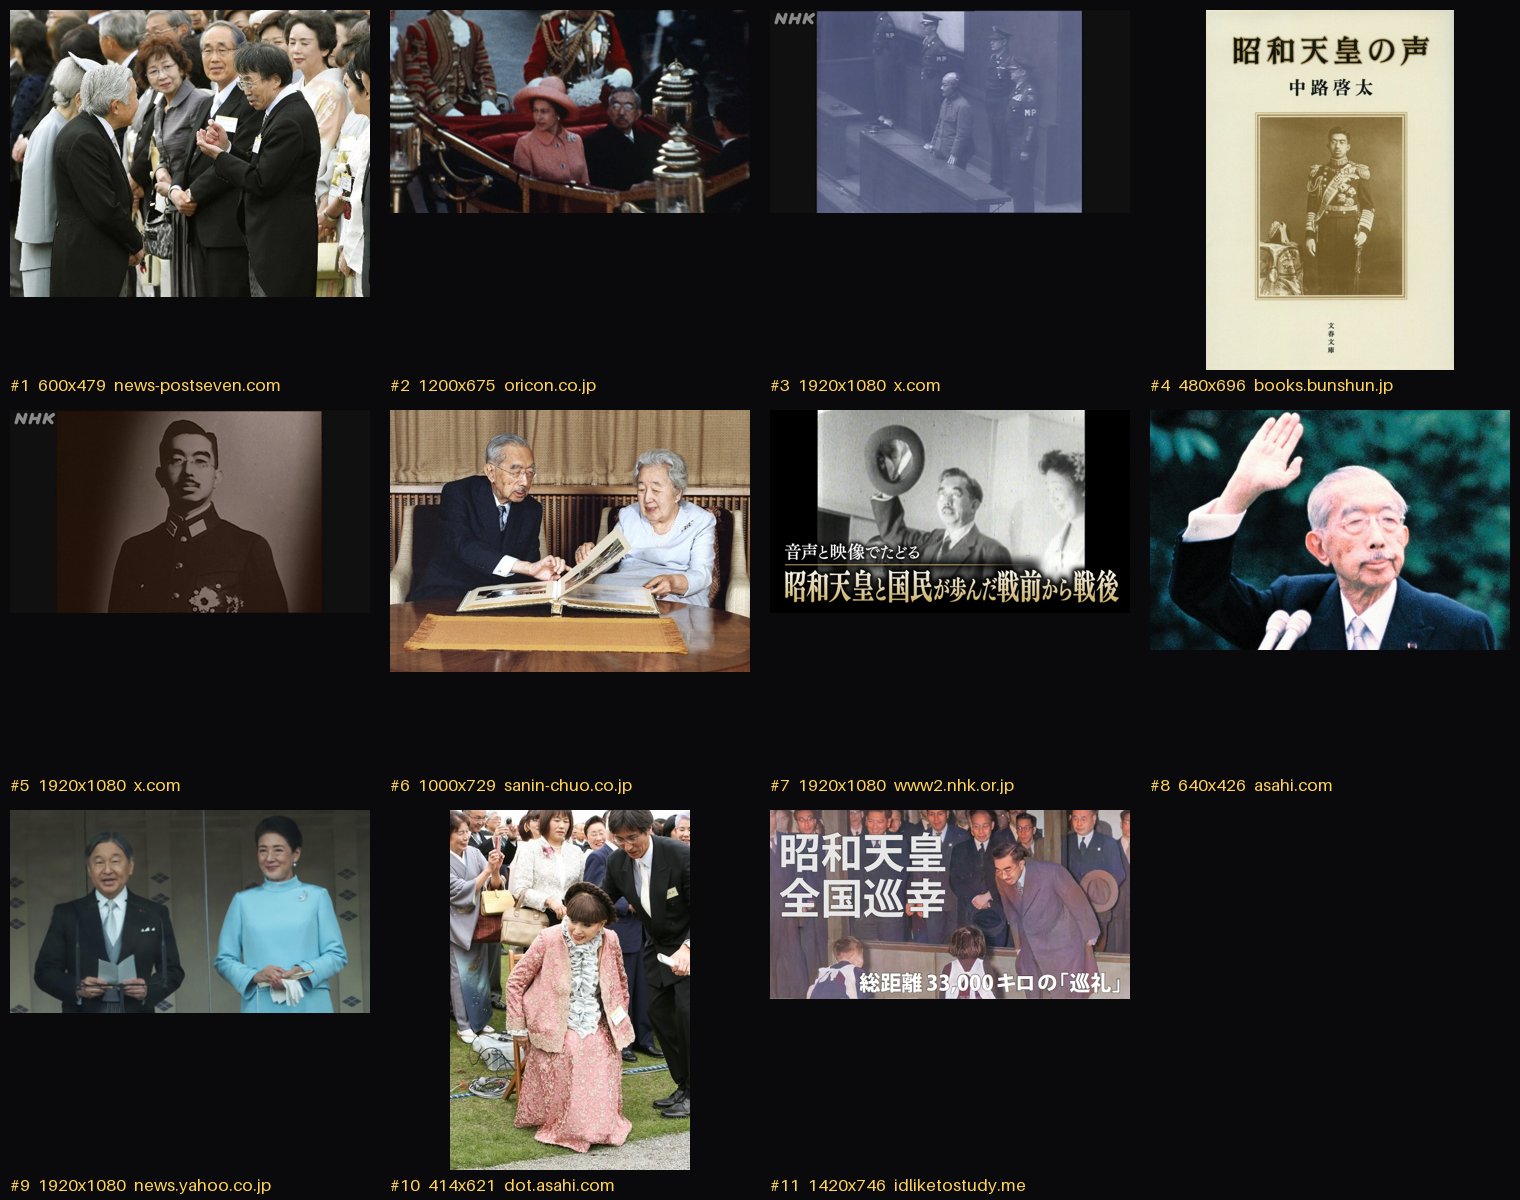 NHK
昭和天皇の声
中路啓太
文春文庫
MP
MP
#1 600x479 news-postseven.com
#2 1200x675 oricon.co.jp
#3 1920x1080 x.com
#4 480x696 books.bunshun.jp
NHK
音声と映像でたどる
昭和天皇と国民が歩んだ戦前から戦後
#5 1920x1080 x.com
#6 1000x729 sanin-chuo.co.jp
#7 1920x1080 www2.nhk.or.jp
#8 640x426 asahi.com
昭和天皇
全国巡幸
総距離33,000キロの「巡礼」
#9 1920x1080 news.yahoo.co.jp
#10 414x621 dot.asahi.com
#11 1420x746 idliketostudy.me